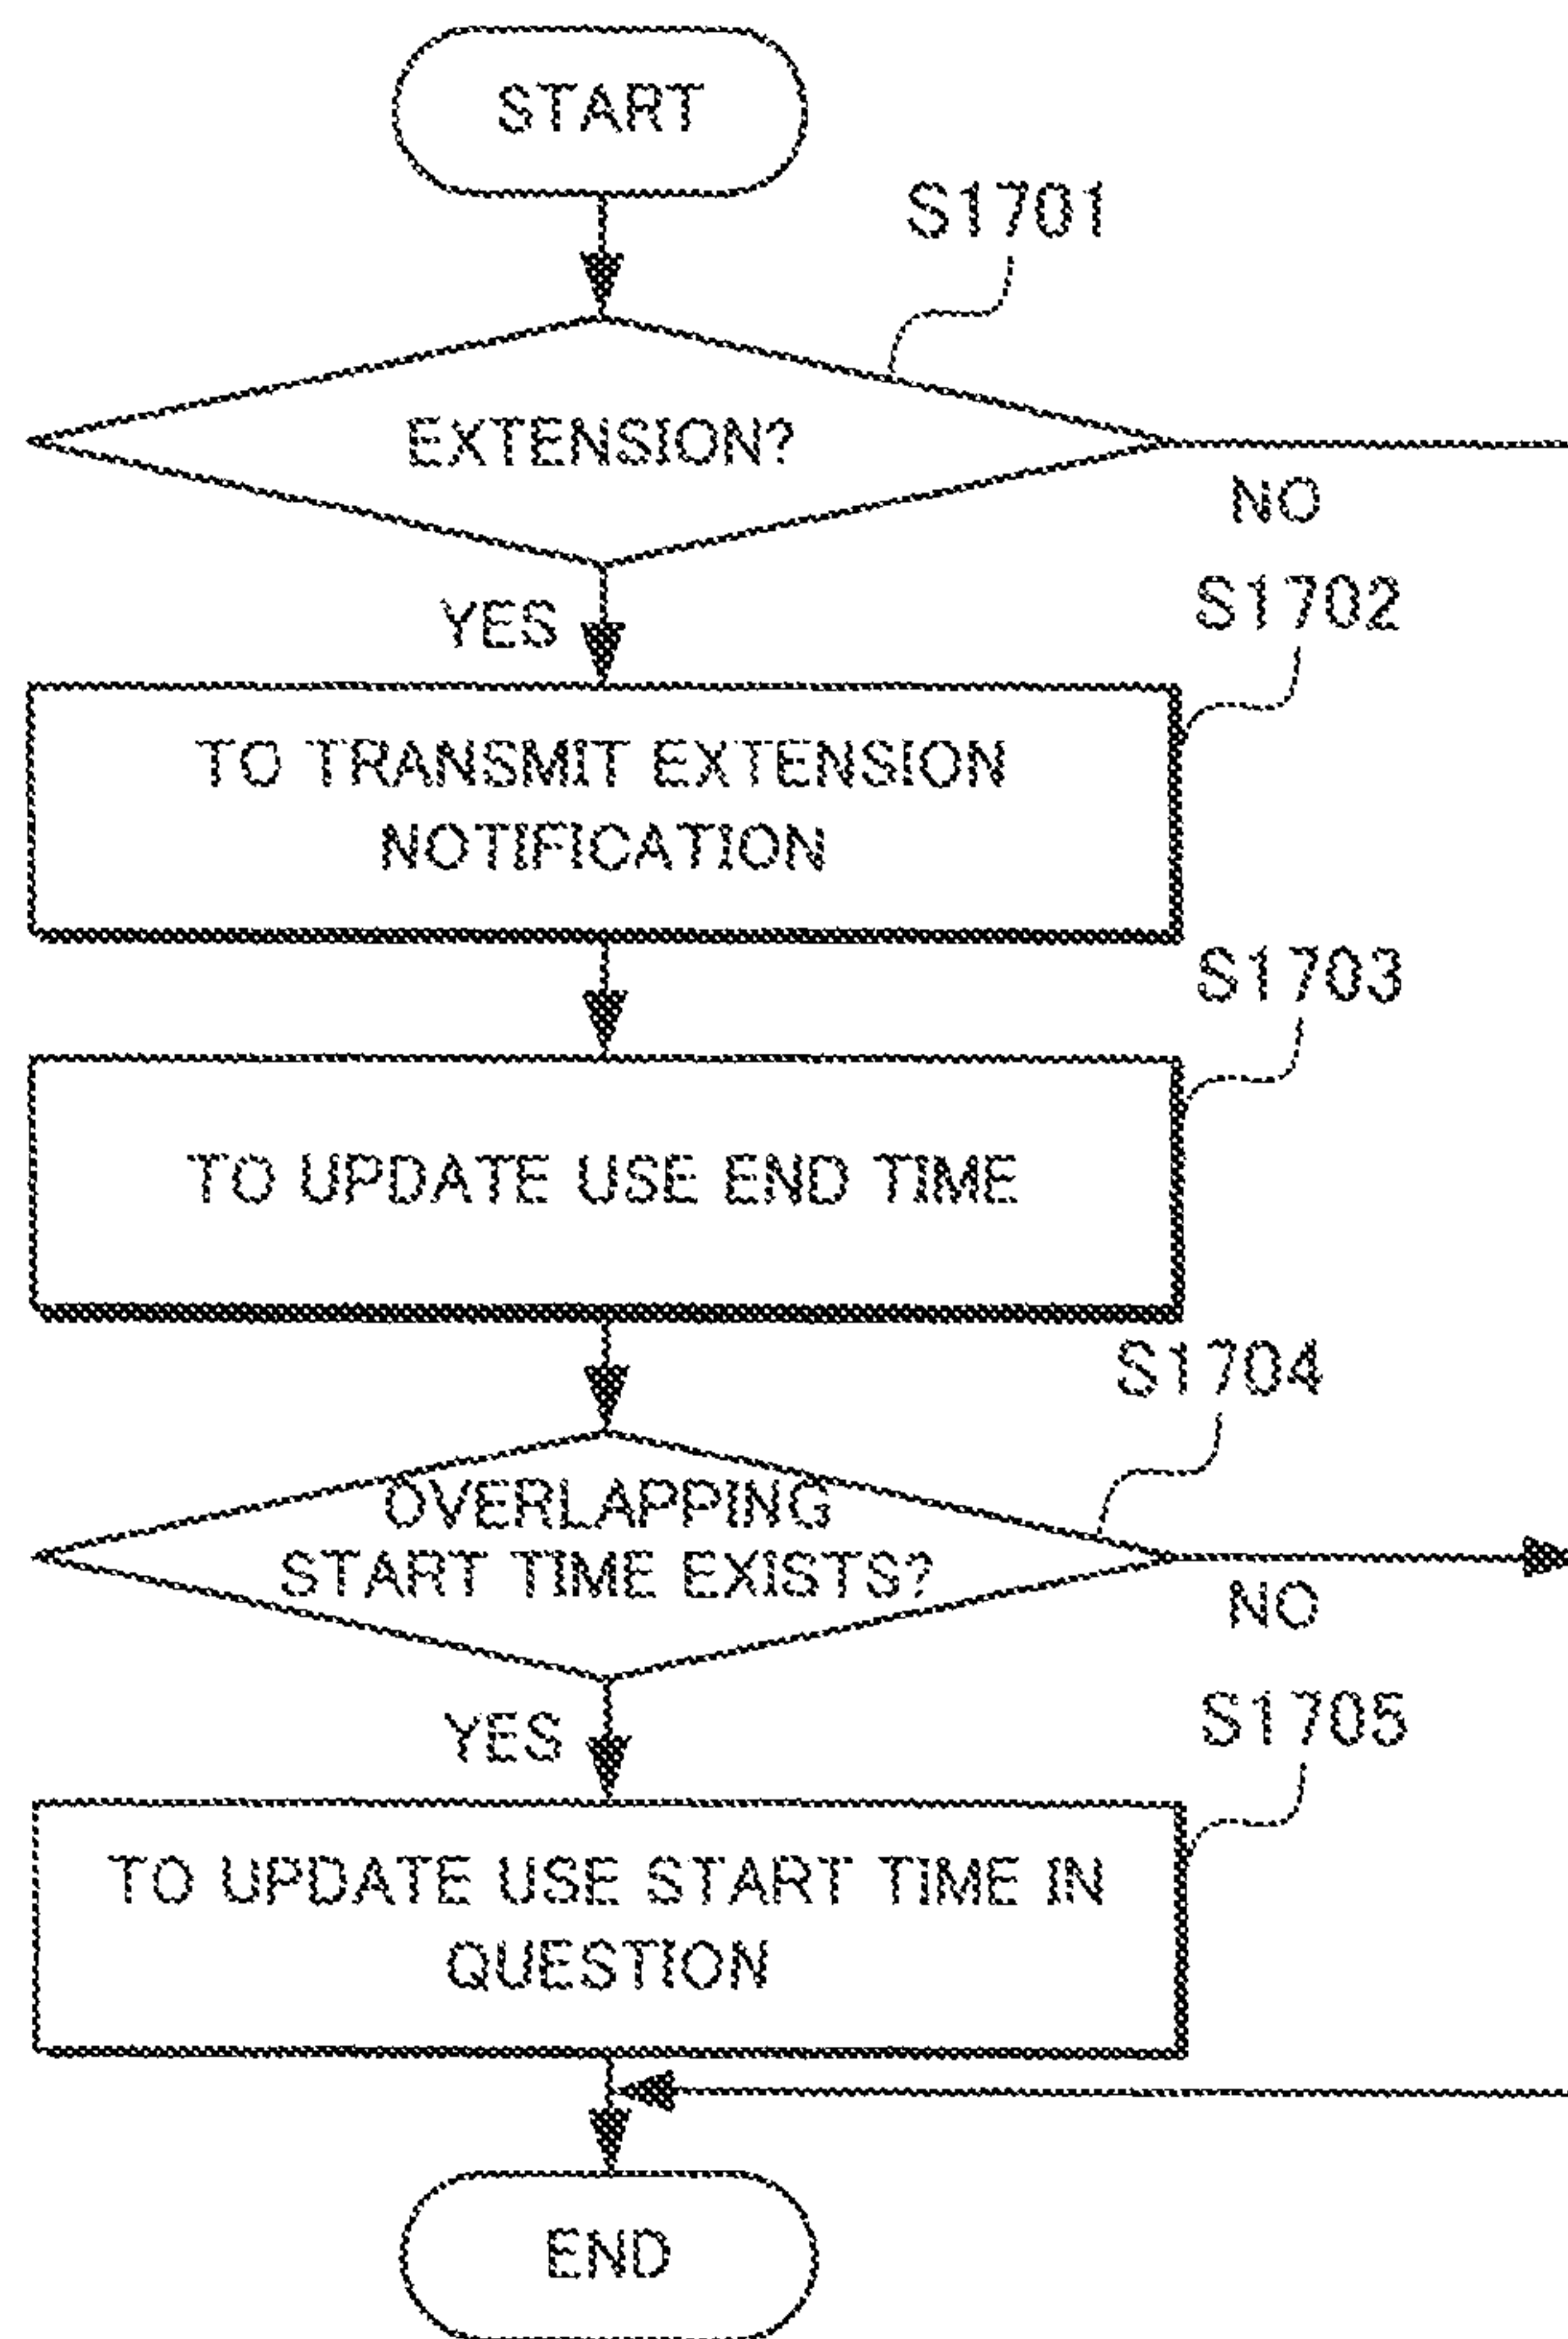 START
S1701
EXTENSION?
NO
YES
S1702
TO TRANSMIT EXTENSION
NOTIFICATION
S1703
TO UPDATE USE END TIME
S1704
OVERLAPPING
START TIME EXISTS?
NO
YES
S1705
TO UPDATE USE START TIME IN
QUESTION
END